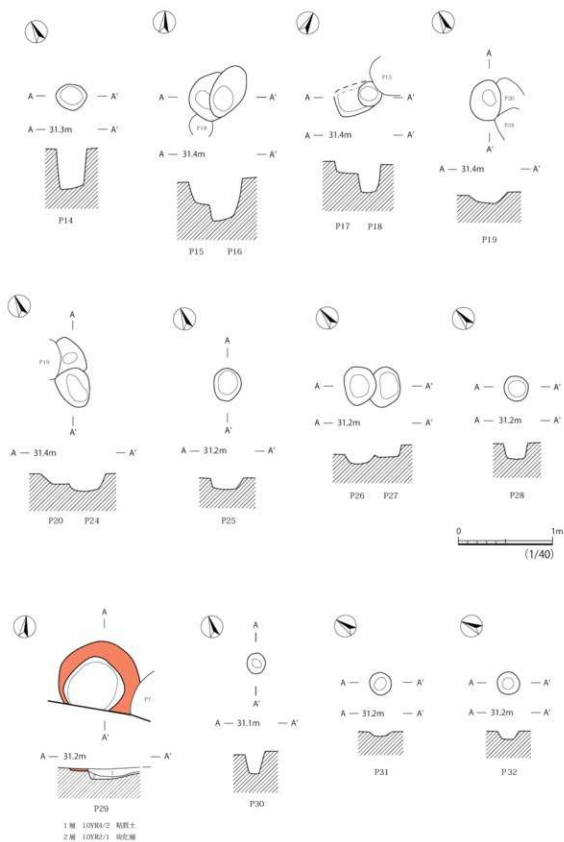 A — — A'
A — 31.3m — A'
P14
A — — A'
P18
A — 31.4m — A'
P15 P16
P15
A — — A'
A — 31.4m — A'
P17 P18
A
P20
P24
A'
A — 31.4m — A'
P19
A
P19
A'
A — 31.4m — A'
P20 P24
A
A'
A — 31.2m — A'
P25
A — — A'
A — 31.2m — A'
P26 P27
A — — A'
A — 31.2m — A'
P28
0 1m
(1/40)
A
P7
A'
A — 31.2m — A'
1
P29
1層 10YR4/2 粘質土
2層 10YR2/1 炭化層
A
A'
A — 31.1m — A'
P30
A — — A'
A — 31.2m — A'
P31
A — — A'
A — 31.2m — A'
P32